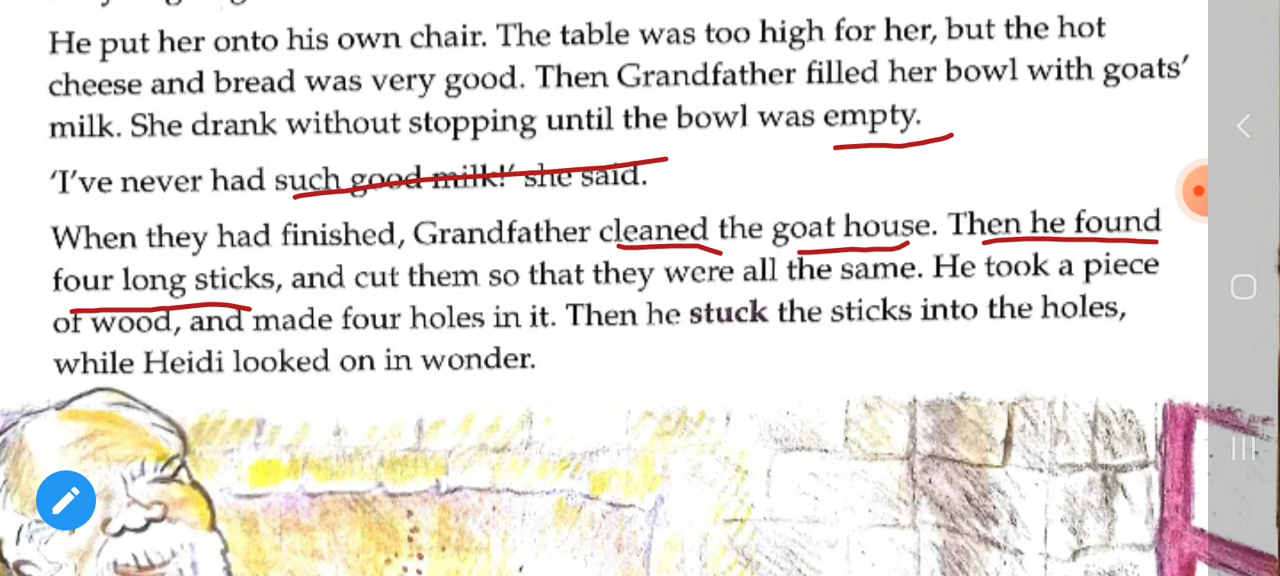 He put her onto his own chair. The table was too high for her, but the hot
cheese and bread was very good. Then Grandfather filled her bowl with goats'
milk. She drank without stopping until the bowl was empty.
'I've never had such good milk!' she said.
When they had finished, Grandfather cleaned the goat house. Then he found
four long sticks, and cut them so that they were all the same. He took a piece
of wood, and made four holes in it. Then he stuck the sticks into the holes,
while Heidi looked on in wonder.